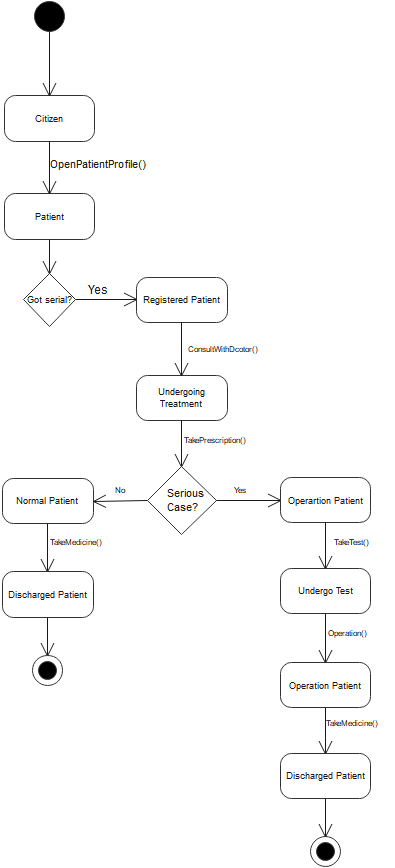 Citizen
OpenPatientProfile()
Patient
Got serial?
Yes
Registered Patient
ConsultWithDcotor()
Undergoing
Treatment
TakePrescription()
Serious
Case?
No
Yes
Normal Patient
Operartion Patient
TakeMedicine()
TakeTest()
Discharged Patient
Undergo Test
Operation()
Operation Patient
TakeMedicine()
Discharged Patient